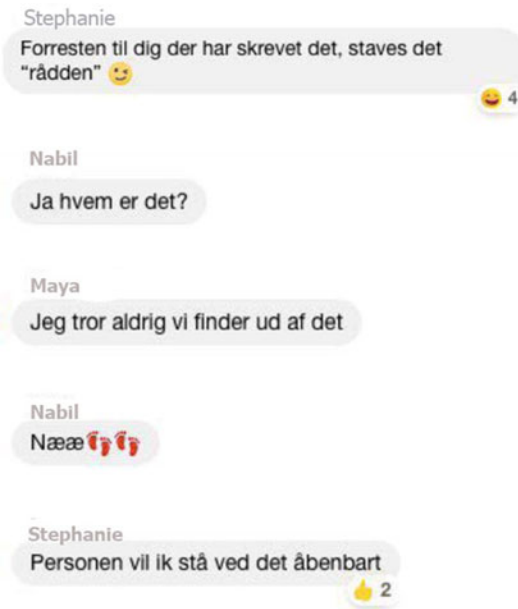 Stephanie
Forresten til dig der har skrevet det, staves det
“rådden” 😉
😄 4
Nabil
Ja hvem er det?
Maya
Jeg tror aldrig vi finder ud af det
Nabil
Nææ👣👣
Stephanie
Personen vil ik stå ved det åbenbart
👍 2